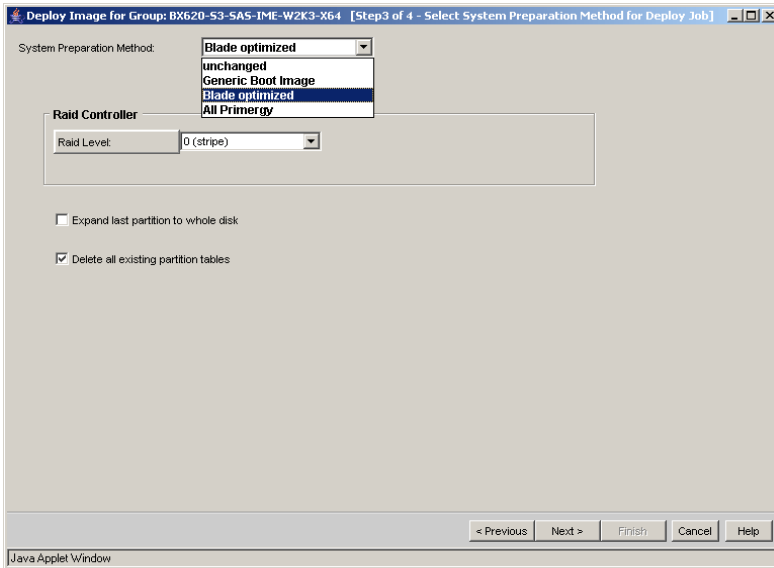 Deploy Image for Group: BX620-S3-SAS-IME-W2K3-X64 [Step3 of 4 - Select System Preparation Method for Deploy Job]
System Preparation Method: Blade optimized
unchanged
Generic Boot Image
Blade optimized
All Primergy
Raid Controller
Raid Level: 0 (stripe)
Expand last partition to whole disk
Delete all existing partition tables
< Previous Next > Finish Cancel Help
Java Applet Window